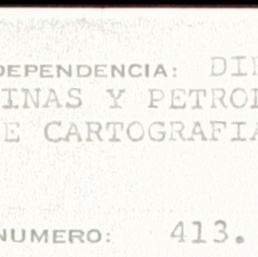 DEPENDENCIA: DI
INAS Y PETRO
E CARTOGRAFIA
NUMERO: 413.